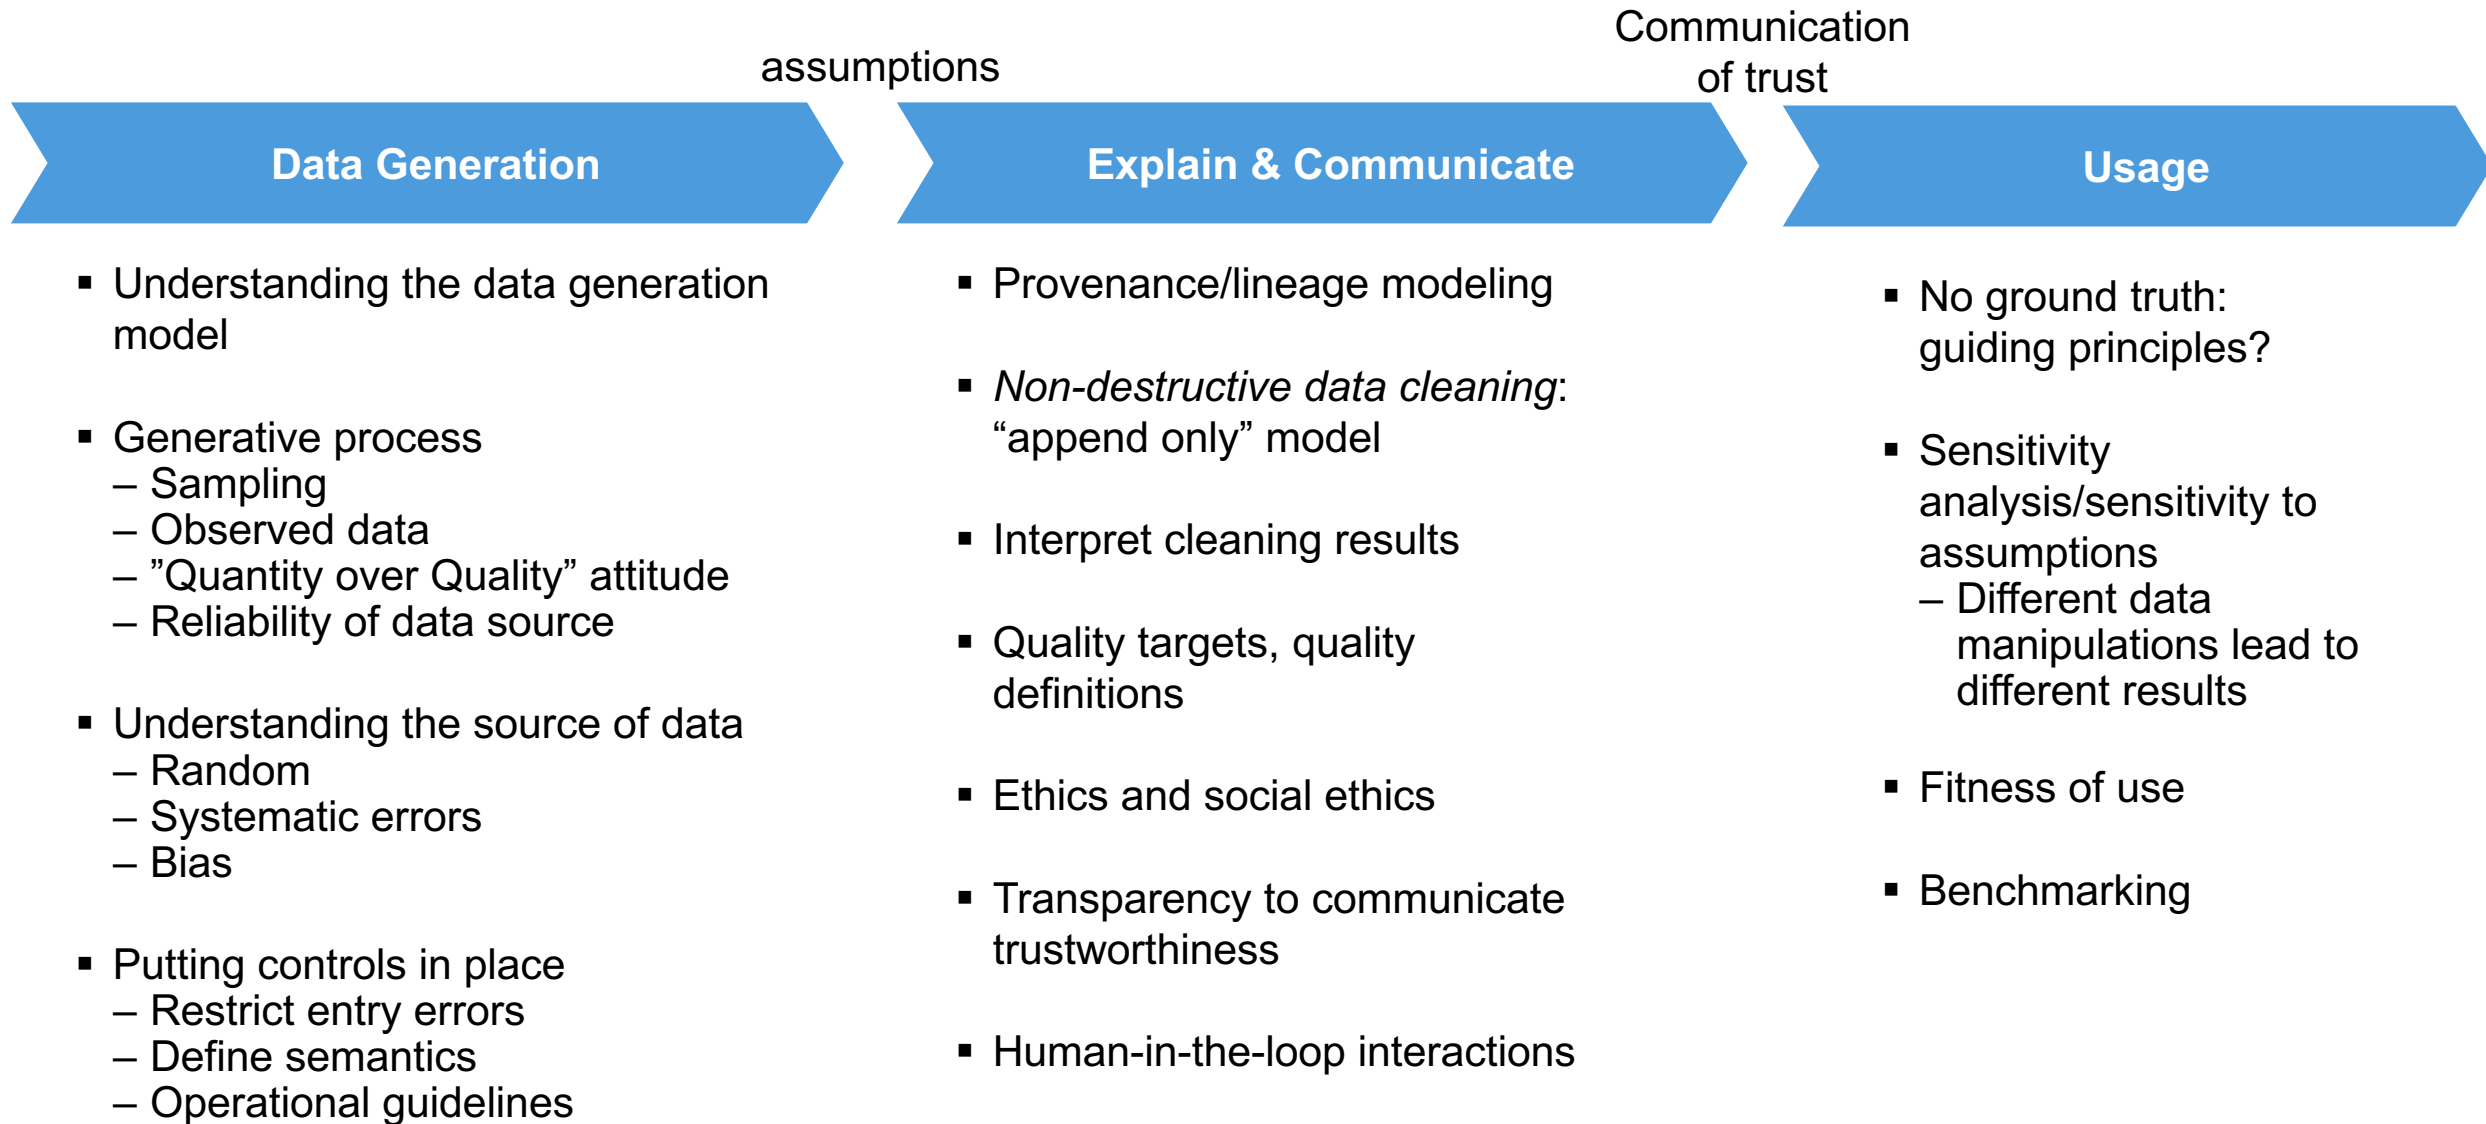 assumptions
Communication
of trust
Data Generation
Explain & Communicate
Usage
▪ Understanding the data generation
model
▪ Generative process
– Sampling
– Observed data
– ”Quantity over Quality” attitude
– Reliability of data source
▪ Understanding the source of data
– Random
– Systematic errors
– Bias
▪ Putting controls in place
– Restrict entry errors
– Define semantics
– Operational guidelines
▪ Provenance/lineage modeling
▪ Non-destructive data cleaning:
“append only” model
▪ Interpret cleaning results
▪ Quality targets, quality
definitions
▪ Ethics and social ethics
▪ Transparency to communicate
trustworthiness
▪ Human-in-the-loop interactions
▪ No ground truth:
guiding principles?
▪ Sensitivity
analysis/sensitivity to
assumptions
– Different data
manipulations lead to
different results
▪ Fitness of use
▪ Benchmarking